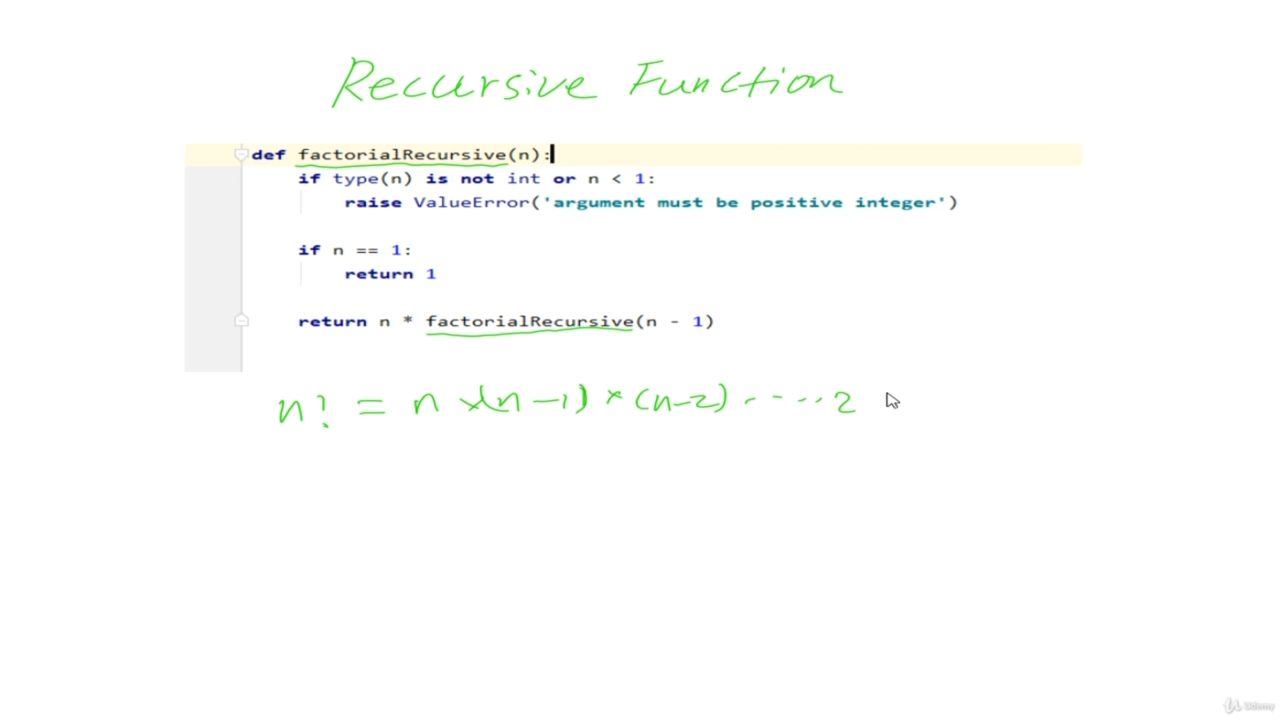 Recursive Function
def factorialRecursive(n):
if type(n) is not int or n < 1:
raise ValueError('argument must be positive integer')
if n == 1:
return 1
return n * factorialRecursive(n - 1)
n! = n × (n-1) × (n-2) ..... 2
Udemy